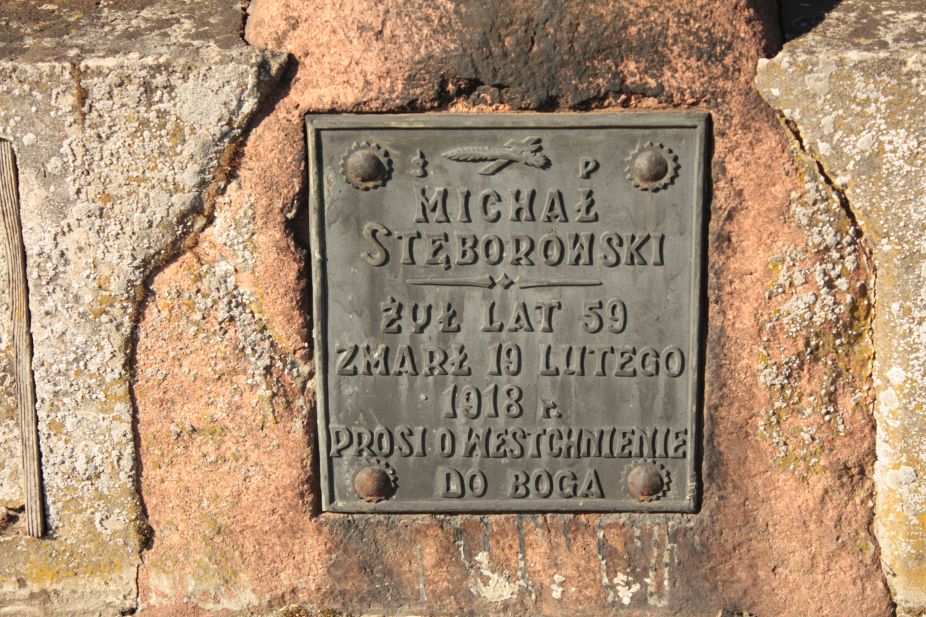 Ś P
MICHAŁ
STĘBOROWSKI
ŻYŁ LAT 59
ZMARŁ 19 LUTEGO
1918 R.
PROSI O WESTCHNIENIE
DO BOGA